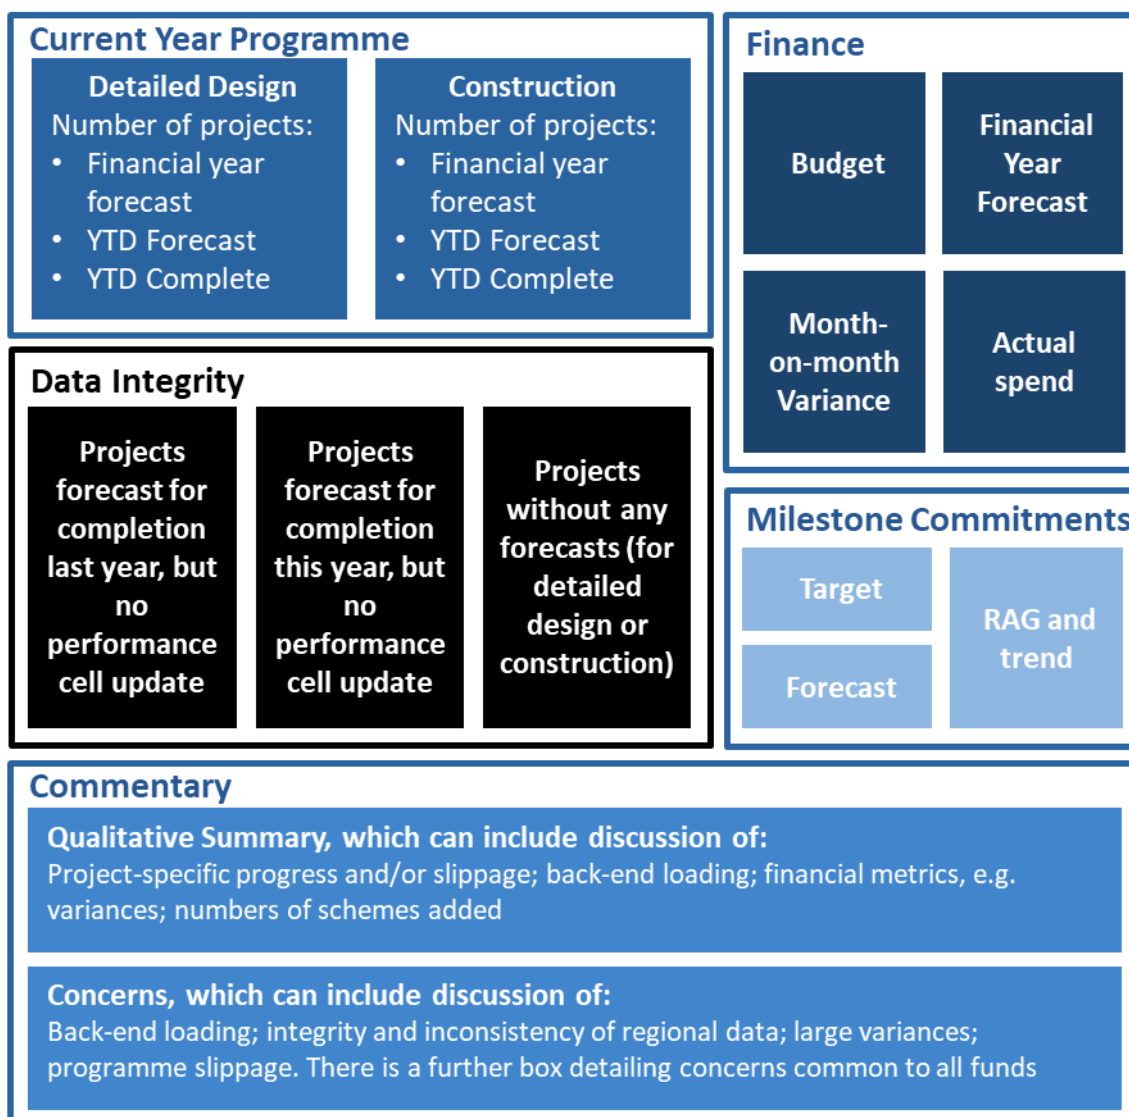 Current Year Programme
Detailed Design
Number of projects:
• Financial year
forecast
• YTD Forecast
• YTD Complete
Construction
Number of projects:
• Financial year
forecast
• YTD Forecast
• YTD Complete
Finance
Budget
Financial
Year
Forecast
Month-
on-month
Variance
Actual
spend
Data Integrity
Projects
forecast for
completion
last year, but
no
performance
cell update
Projects
forecast for
completion
this year, but
no
performance
cell update
Projects
without any
forecasts (for
detailed
design or
construction)
Milestone Commitments
Target
Forecast
RAG and
trend
Commentary
Qualitative Summary, which can include discussion of:
Project-specific progress and/or slippage; back-end loading; financial metrics, e.g.
variances; numbers of schemes added
Concerns, which can include discussion of:
Back-end loading; integrity and inconsistency of regional data; large variances;
programme slippage. There is a further box detailing concerns common to all funds